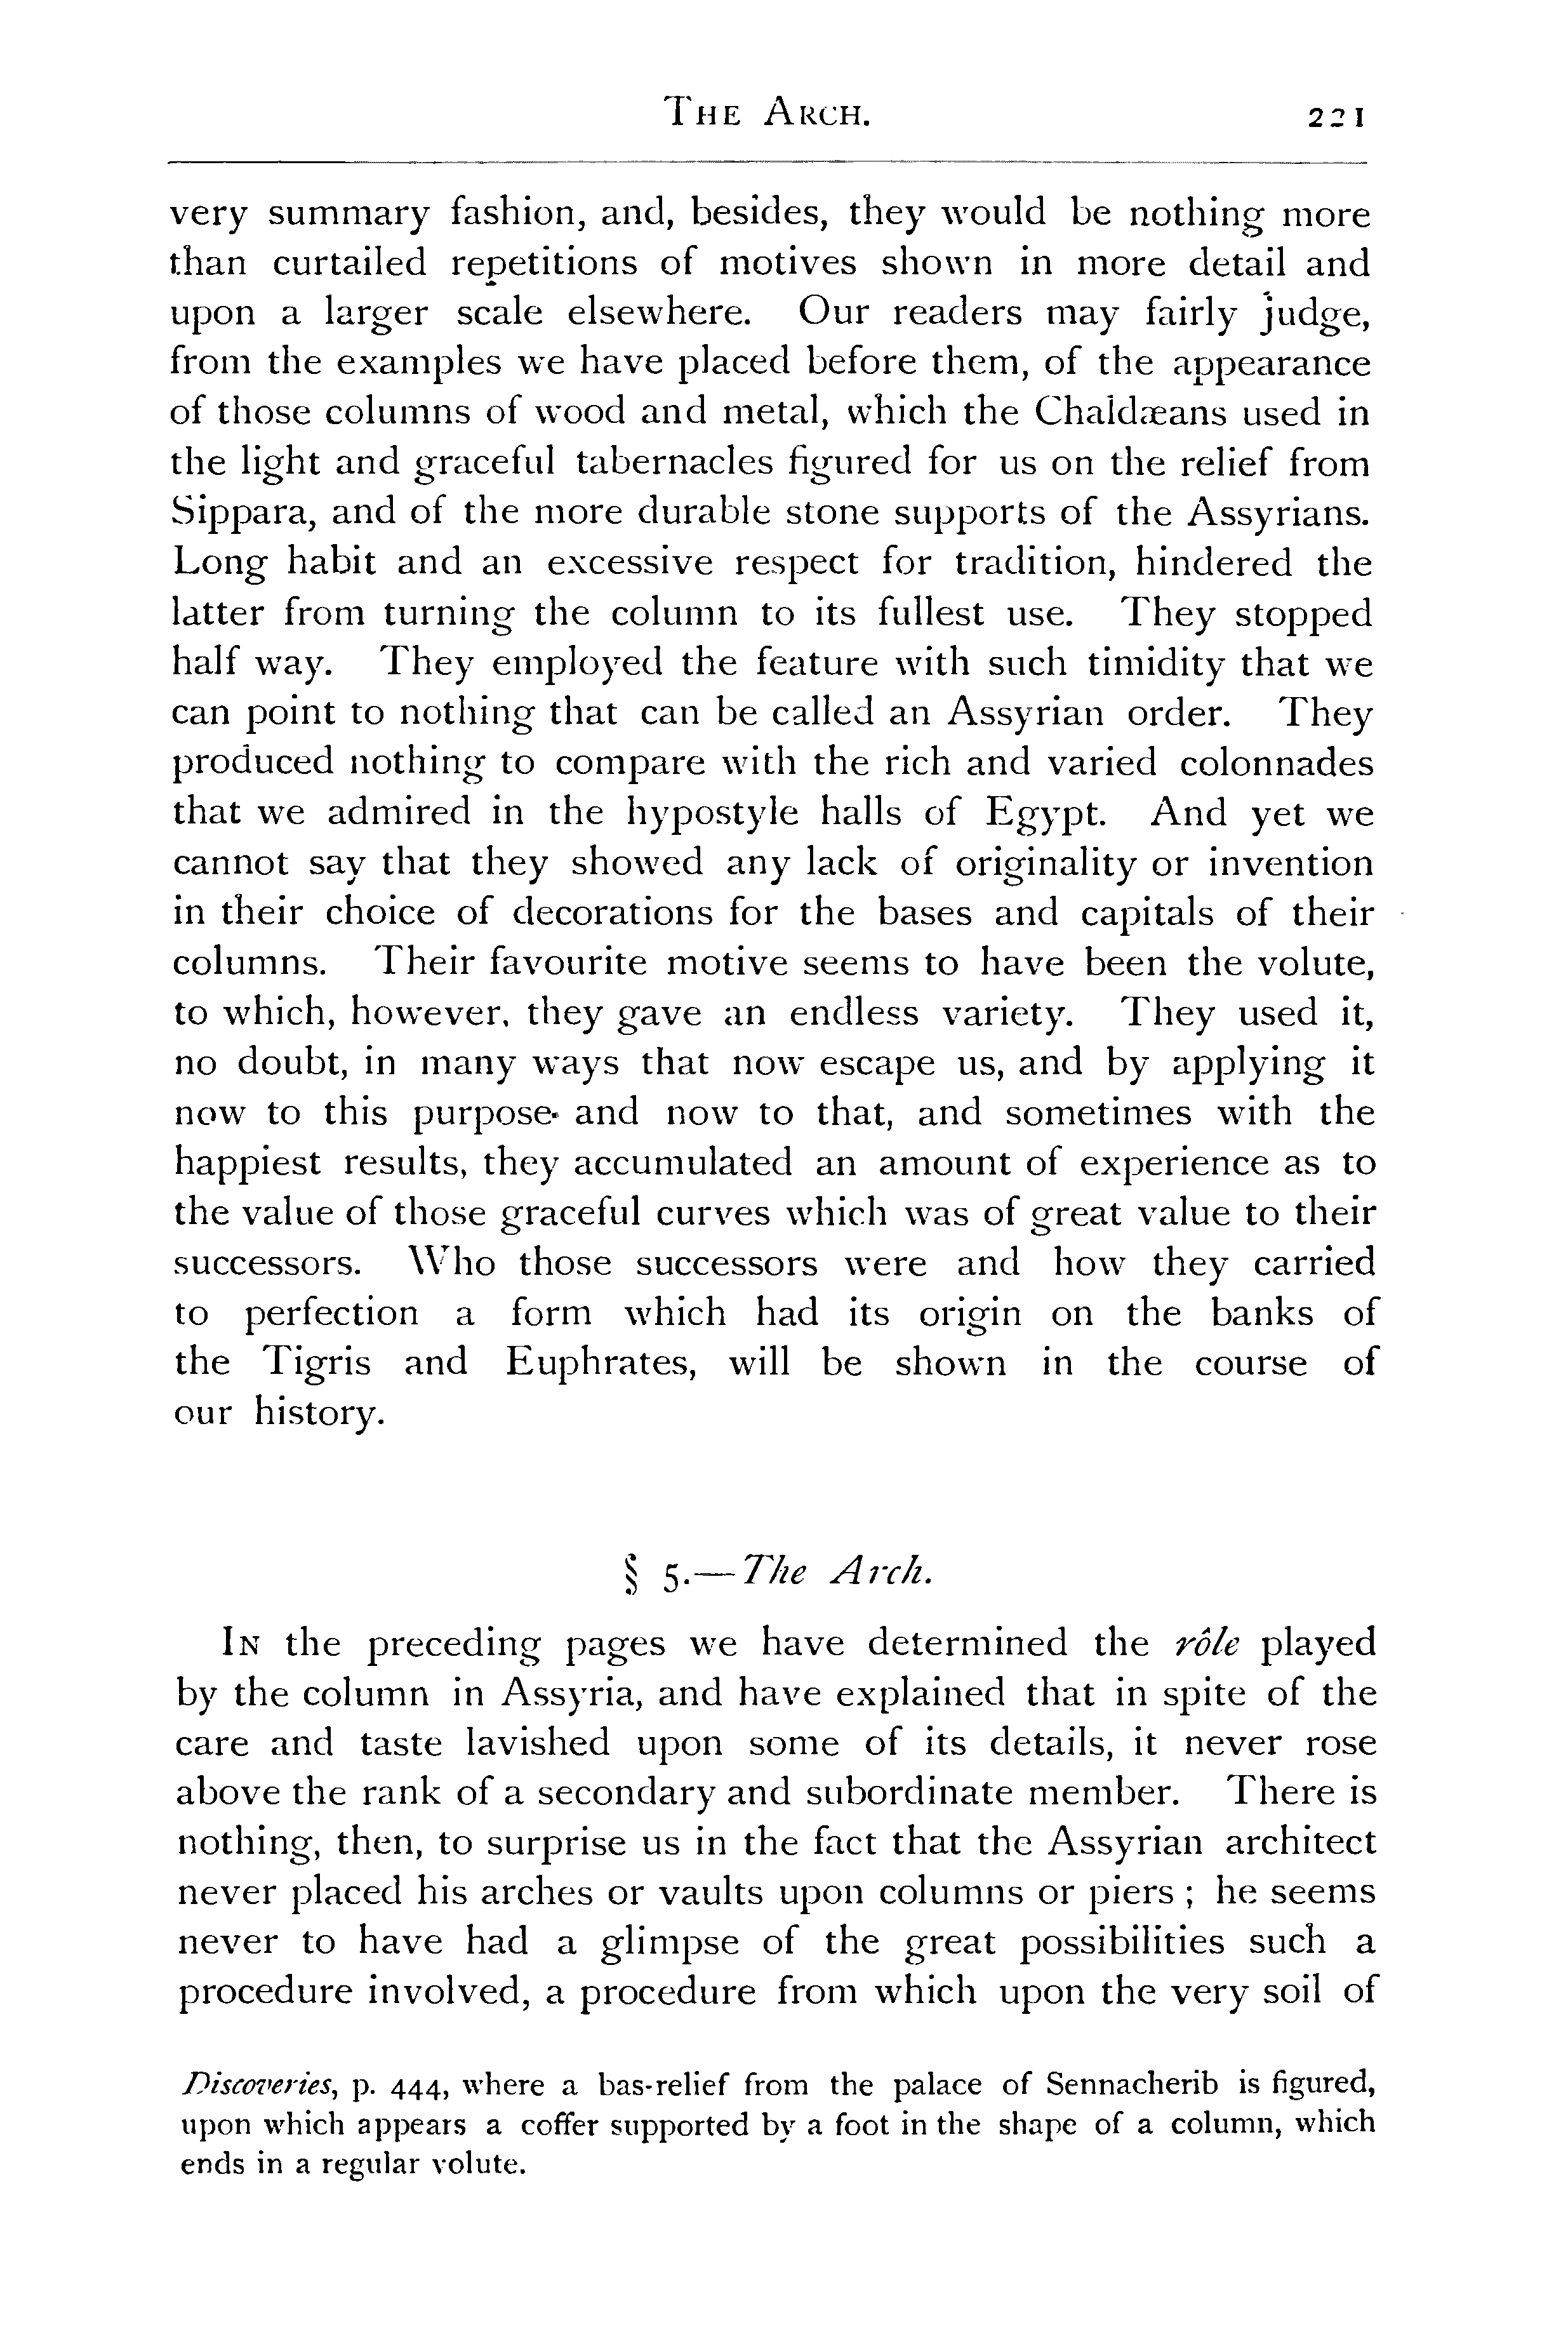 THE ARCH. 221
very summary fashion, and, besides, they would be nothing more
than curtailed repetitions of motives shown in more detail and
upon a larger scale elsewhere. Our readers may fairly judge,
from the examples we have placed before them, of the appearance
of those columns of wood and metal, which the Chaldæans used in
the light and graceful tabernacles figured for us on the relief from
Sippara, and of the more durable stone supports of the Assyrians.
Long habit and an excessive respect for tradition, hindered the
latter from turning the column to its fullest use. They stopped
half way. They employed the feature with such timidity that we
can point to nothing that can be called an Assyrian order. They
produced nothing to compare with the rich and varied colonnades
that we admired in the hypostyle halls of Egypt. And yet we
cannot say that they showed any lack of originality or invention
in their choice of decorations for the bases and capitals of their
columns. Their favourite motive seems to have been the volute,
to which, however, they gave an endless variety. They used it,
no doubt, in many ways that now escape us, and by applying it
now to this purpose and now to that, and sometimes with the
happiest results, they accumulated an amount of experience as to
the value of those graceful curves which was of great value to their
successors. Who those successors were and how they carried
to perfection a form which had its origin on the banks of
the Tigris and Euphrates, will be shown in the course of
our history.
§ 5.—The Arch.
IN the preceding pages we have determined the rôle played
by the column in Assyria, and have explained that in spite of the
care and taste lavished upon some of its details, it never rose
above the rank of a secondary and subordinate member. There is
nothing, then, to surprise us in the fact that the Assyrian architect
never placed his arches or vaults upon columns or piers ; he seems
never to have had a glimpse of the great possibilities such a
procedure involved, a procedure from which upon the very soil of
Discoveries, p. 444, where a bas-relief from the palace of Sennacherib is figured,
upon which appears a coffer supported by a foot in the shape of a column, which
ends in a regular volute.